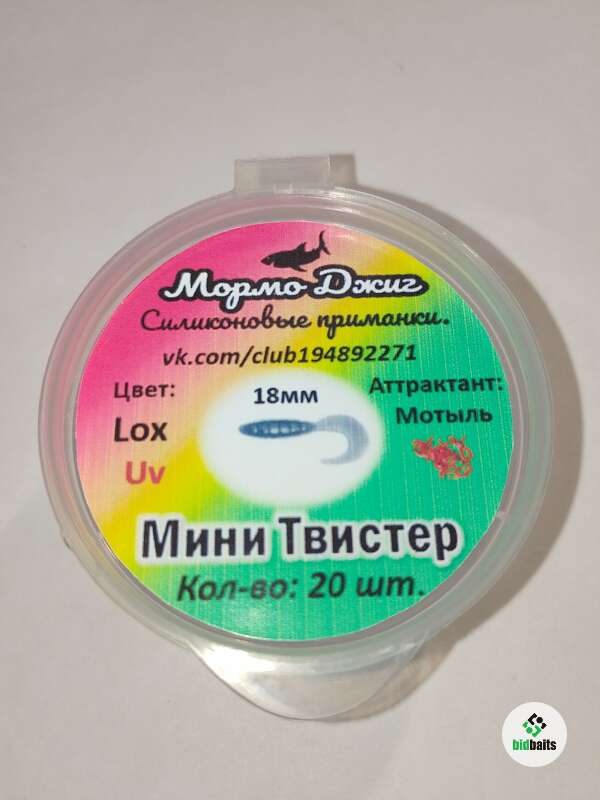 Мормо Джиг
Силиконовые приманки.
vk.com/club194892271
Цвет:
Lox
Uv
18мм
Аттрактант:
Мотыль
Мини Твистер
Кол-во: 20 шт.
bidbaits